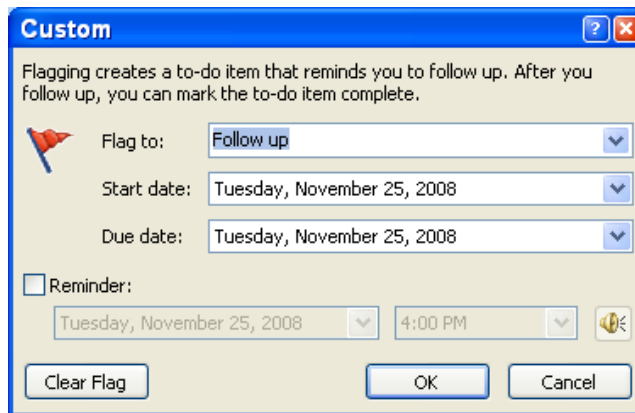 Custom
Flagging creates a to-do item that reminds you to follow up. After you
follow up, you can mark the to-do item complete.
Flag to: Follow up
Start date: Tuesday, November 25, 2008
Due date: Tuesday, November 25, 2008
Reminder:
Tuesday, November 25, 2008 4:00 PM
Clear Flag OK Cancel